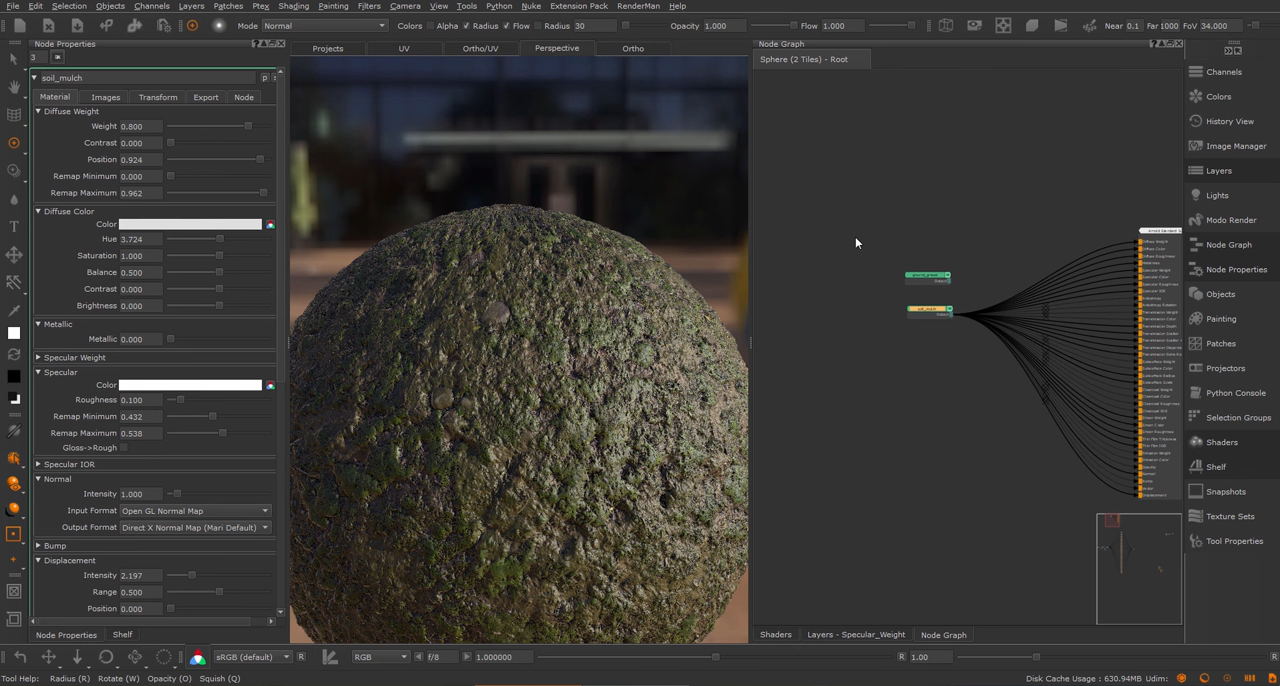 File Edit Selection Objects Channels Layers Patches Ptex Shading Painting Filters Camera View Tools Python Nuke Extension Pack RenderMan Help
Mode Normal Colors Alpha Radius Flow Radius 30 Opacity 1.000 Flow 1.000 Near 0.1 Far 1000 FoV 34.000
Node Properties
3
soil_mulch
Material Images Transform Export Node
Diffuse Weight
Weight 0.800
Contrast 0.000
Position 0.924
Remap Minimum 0.000
Remap Maximum 0.962
Diffuse Color
Color
Hue 3.724
Saturation 1.000
Balance 0.500
Contrast 0.000
Brightness 0.000
Metallic
Metallic 0.000
Specular Weight
Specular
Color
Roughness 0.100
Remap Minimum 0.432
Remap Maximum 0.538
Gloss->Rough
Specular IOR
Normal
Intensity 1.000
Input Format Open GL Normal Map
Output Format Direct X Normal Map (Mari Default)
Bump
Displacement
Intensity 2.197
Range 0.500
Position 0.000
Node Properties Shelf
Projects UV Ortho/UV Perspective Ortho
Node Graph
Sphere (2 Tiles) - Root
soil_mulch
Shaders Layers - Specular_Weight Node Graph
Channels
Colors
History View
Image Manager
Layers
Lights
Modo Render
Node Graph
Node Properties
Objects
Painting
Patches
Projectors
Python Console
Selection Groups
Shaders
Shelf
Snapshots
Texture Sets
Tool Properties
sRGB (default) R RGB f/8 1.000000 R 1.00 R
Tool Help: Radius (R) Rotate (W) Opacity (O) Squish (Q) Disk Cache Usage : 630.94MB Udim: